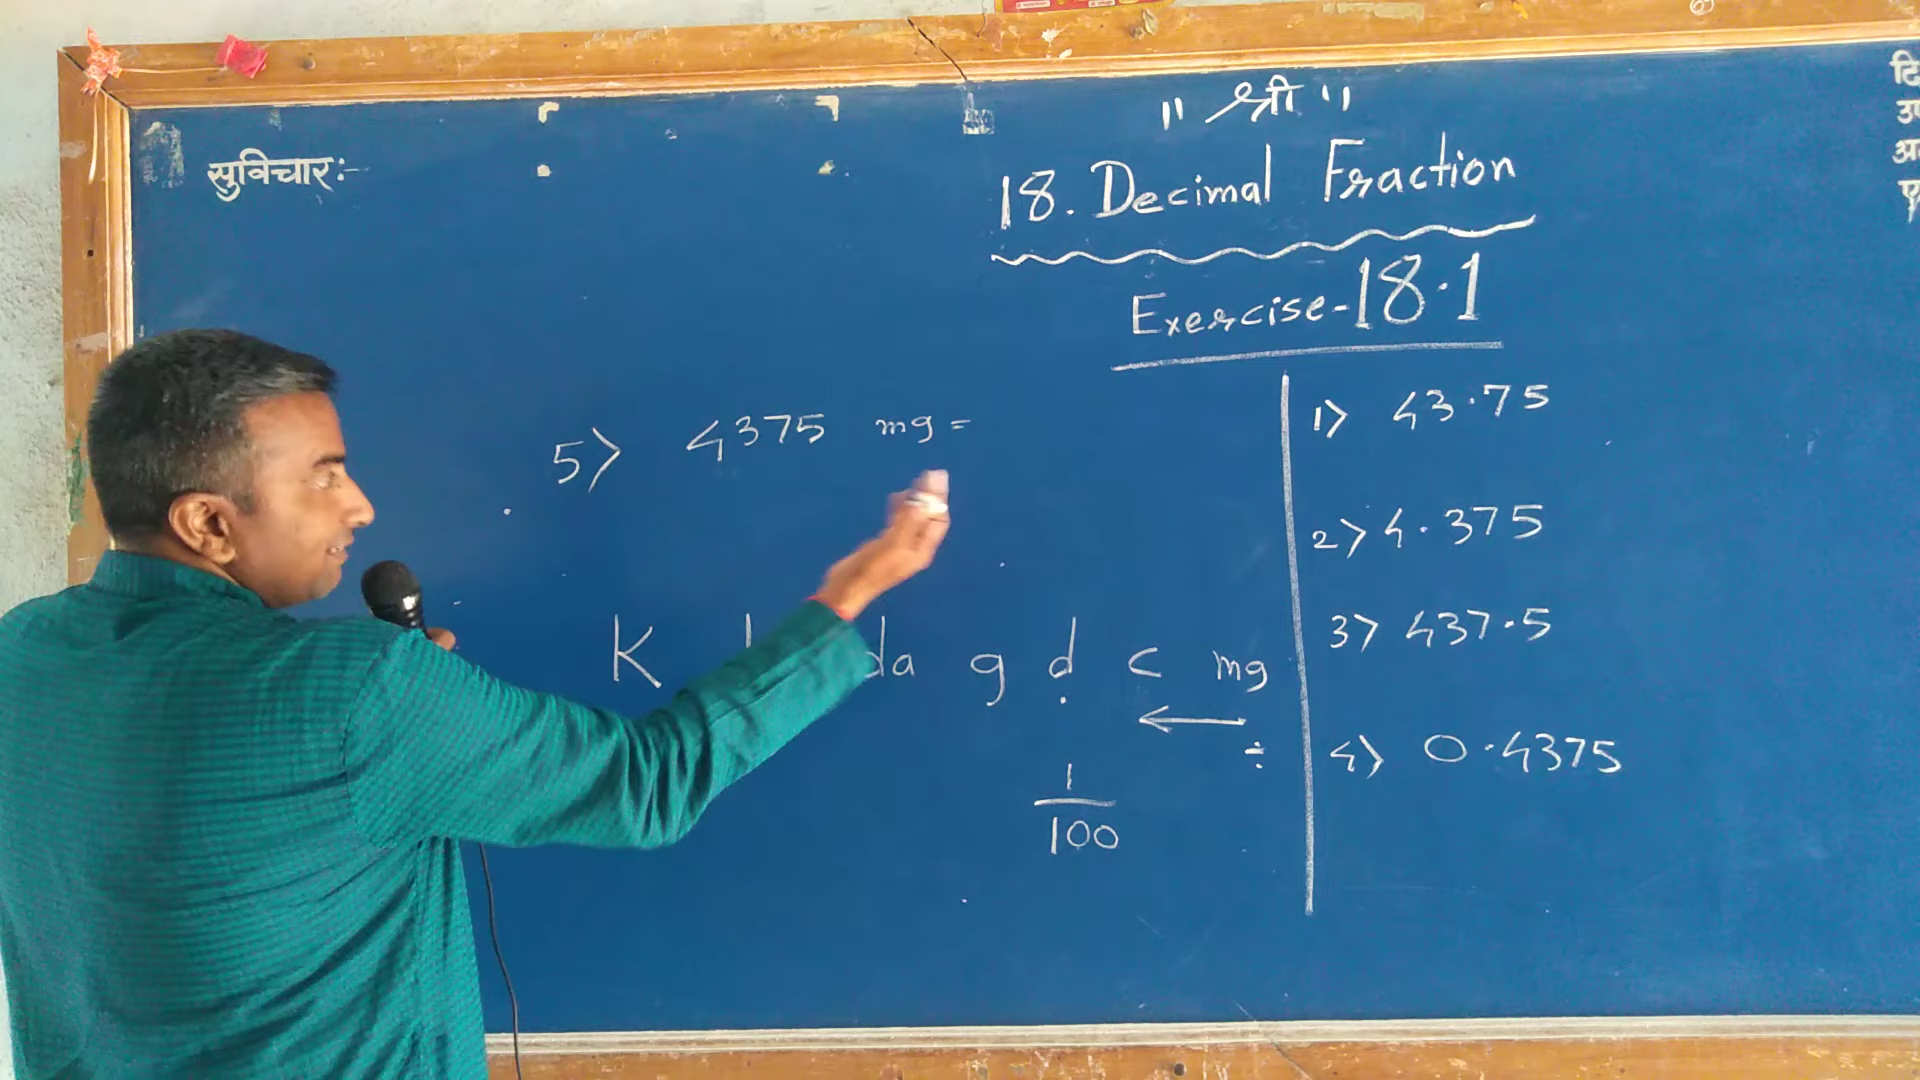 ॥ श्री ॥
सुविचारः-
18. Decimal Fraction
Exercise-18.1
5) 4375 mg =
K da g d c mg
÷
1
100
1) 43.75
2) 4.375
3) 437.5
4) 0.4375